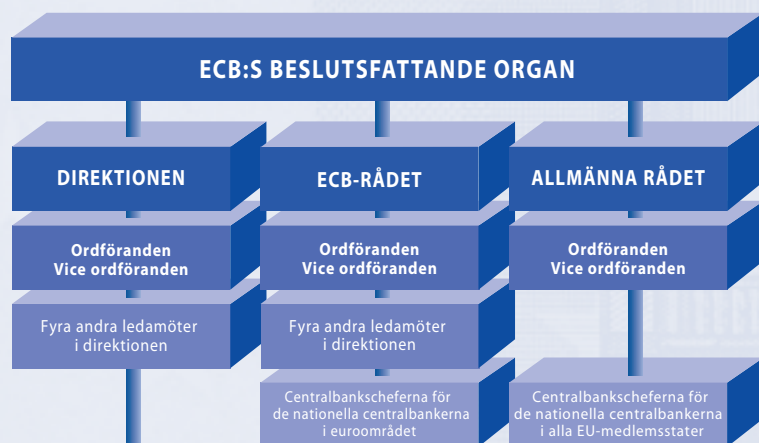 ECB:S BESLUTSFATTANDE ORGAN
DIREKTIONEN
Ordföranden
Vice ordföranden
Fyra andra ledamöter
i direktionen
ECB-RÅDET
Ordföranden
Vice ordföranden
Fyra andra ledamöter
i direktionen
Centralbankscheferna för
de nationella centralbankerna
i euroområdet
ALLMÄNNA RÅDET
Ordföranden
Vice ordföranden
Centralbankscheferna för
de nationella centralbankerna
i alla EU-medlemsstater